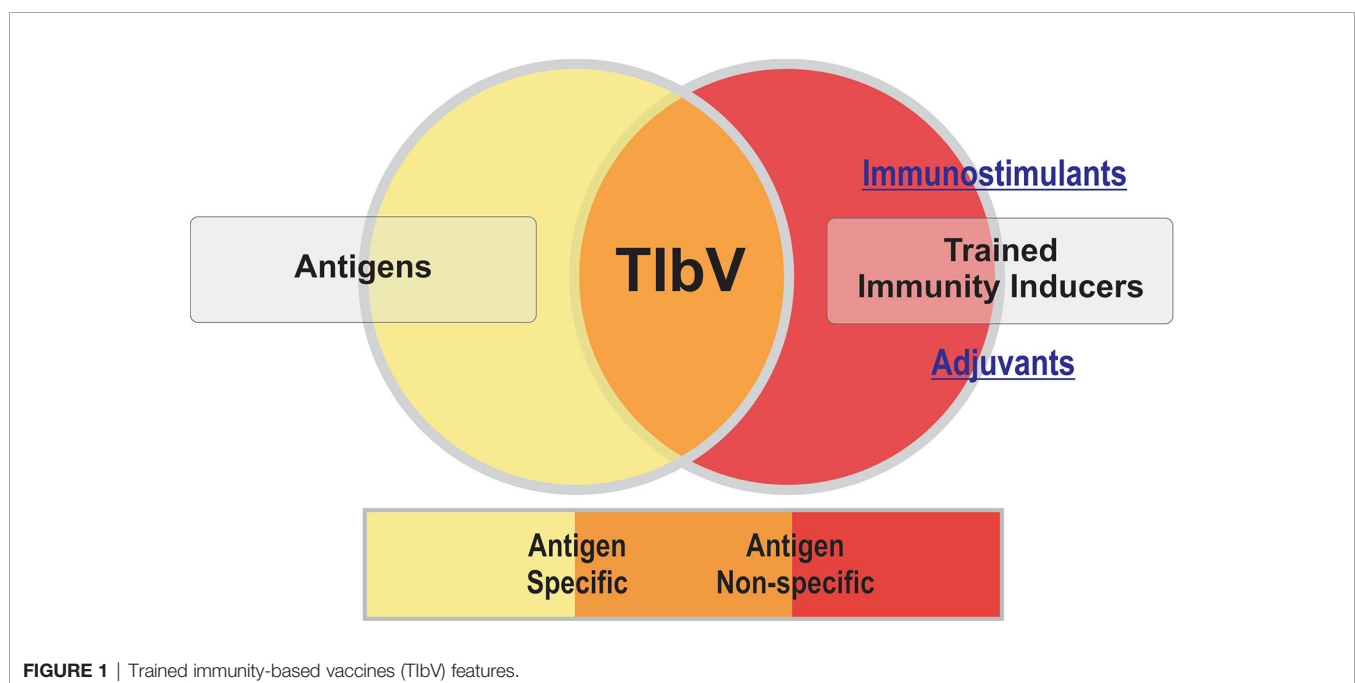 Immunostimulants
Antigens
TIbV
Trained
Immunity Inducers
Adjuvants
Antigen
Specific
Antigen
Non-specific
FIGURE 1 | Trained immunity-based vaccines (TIbV) features.